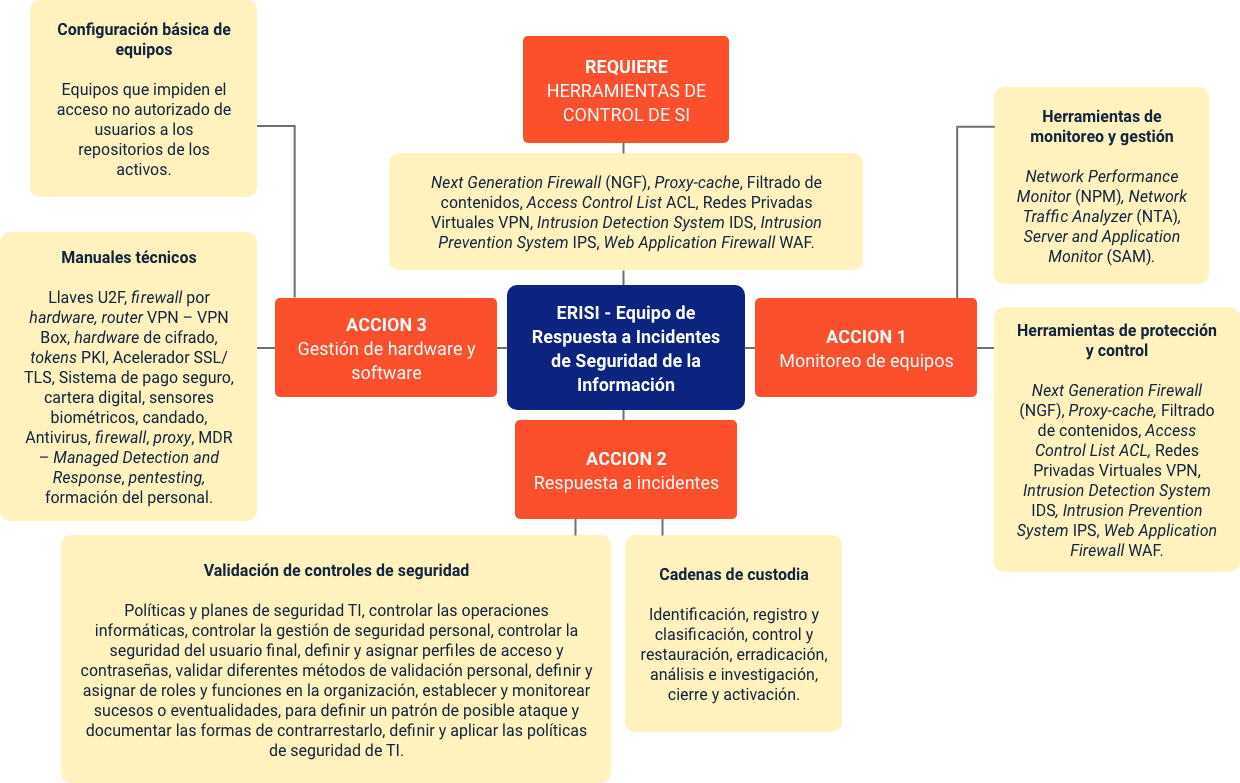 Configuración básica de
equipos
Equipos que impiden el
acceso no autorizado de
usuarios a los
repositorios de los
activos.
REQUIERE
HERRAMIENTAS DE
CONTROL DE SI
Next Generation Firewall (NGF), Proxy-cache, Filtrado de
contenidos, Access Control List ACL, Redes Privadas
Virtuales VPN, Intrusion Detection System IDS, Intrusion
Prevention System IPS, Web Application Firewall WAF.
Herramientas de
monitoreo y gestión
Network Performance
Monitor (NPM), Network
Traffic Analyzer (NTA),
Server and Application
Monitor (SAM).
Manuales técnicos
Llaves U2F, firewall por
hardware, router VPN – VPN
Box, hardware de cifrado,
tokens PKI, Acelerador SSL/
TLS, Sistema de pago seguro,
cartera digital, sensores
biométricos, candado,
Antivirus, firewall, proxy, MDR
– Managed Detection and
Response, pentesting,
formación del personal.
ACCION 3
Gestión de hardware y
software
ERISI - Equipo de
Respuesta a Incidentes
de Seguridad de la
Información
ACCION 1
Monitoreo de equipos
Herramientas de protección
y control
Next Generation Firewall
(NGF), Proxy-cache, Filtrado
de contenidos, Access
Control List ACL, Redes
Privadas Virtuales VPN,
Intrusion Detection System
IDS, Intrusion Prevention
System IPS, Web Application
Firewall WAF.
ACCION 2
Respuesta a incidentes
Validación de controles de seguridad
Políticas y planes de seguridad TI, controlar las operaciones
informáticas, controlar la gestión de seguridad personal, controlar la
seguridad del usuario final, definir y asignar perfiles de acceso y
contraseñas, validar diferentes métodos de validación personal, definir y
asignar de roles y funciones en la organización, establecer y monitorear
sucesos o eventualidades, para definir un patrón de posible ataque y
documentar las formas de contrarrestarlo, definir y aplicar las políticas
de seguridad de TI.
Cadenas de custodia
Identificación, registro y
clasificación, control y
restauración, erradicación,
análisis e investigación,
cierre y activación.